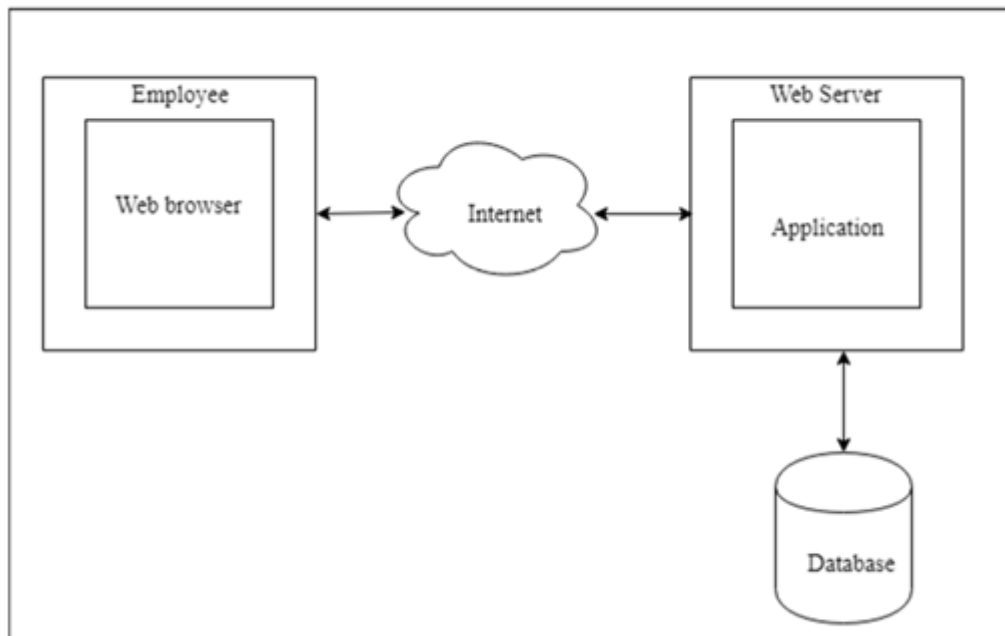 Employee
Web browser
Internet
Web Server
Application
Database